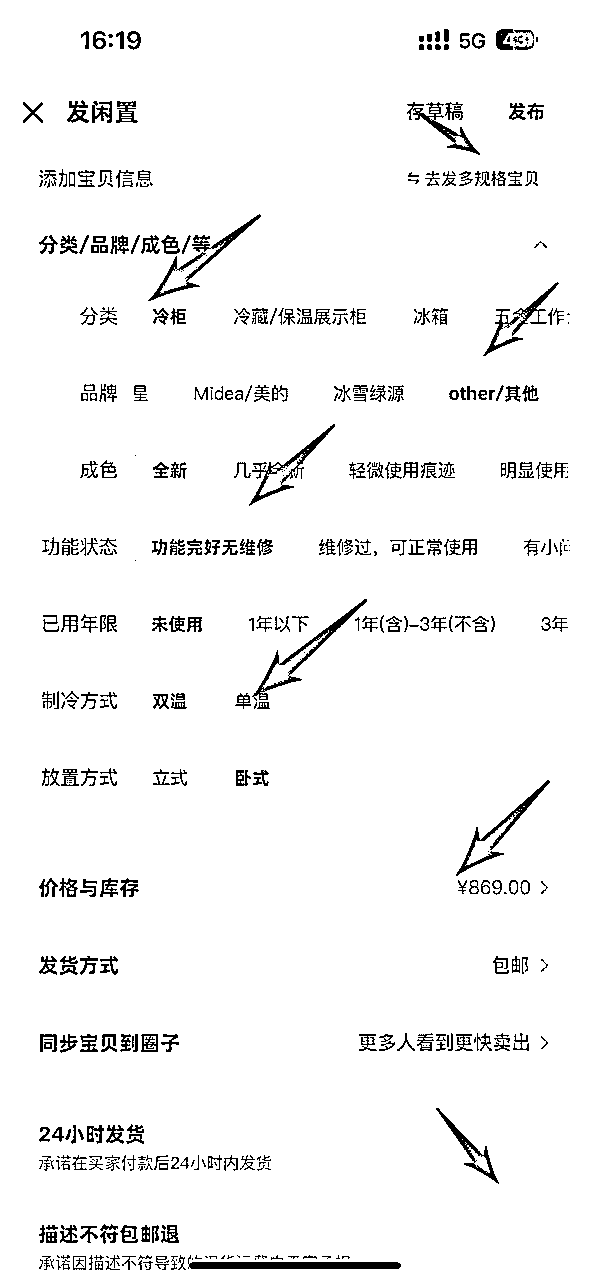 16:19 5G 43
发闲置 存草稿 发布
添加宝贝信息 去发多规格宝贝
分类/品牌/成色/等
分类 冷柜 冷藏/保温展示柜 冰箱 五金工作
品牌 星 Midea/美的 冰雪绿源 other/其他
成色 全新 几乎全新 轻微使用痕迹 明显使用
功能状态 功能完好无维修 维修过，可正常使用 有小问
已用年限 未使用 1年以下 1年(含)–3年(不含) 3年
制冷方式 双温 单温
放置方式 立式 卧式
价格与库存 ¥869.00
发货方式 包邮
同步宝贝到圈子 更多人看到更快卖出
24小时发货
承诺在买家付款后24小时内发货
描述不符包邮退
承诺因描述不符导致的